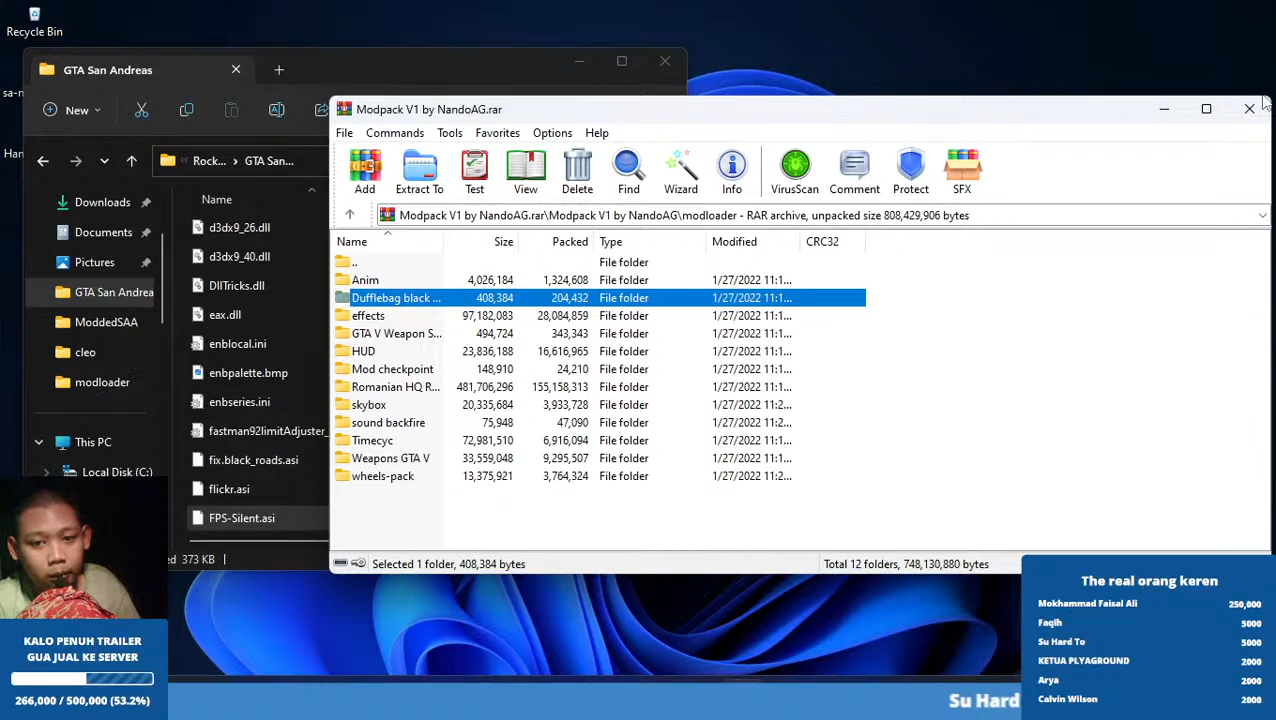 Recycle Bin
GTA San Andreas
New
Rock... > GTA San...
Downloads
Documents
Pictures
GTA San Andrea
ModdedSAA
cleo
modloader
This PC
Local Disk (C:)
Name
d3dx9_26.dll
d3dx9_40.dll
DllTricks.dll
eax.dll
enblocal.ini
enbpalette.bmp
enbseries.ini
fastman92limitAdjuster_
fix.black_roads.asi
flickr.asi
FPS-Silent.asi
373 KB
Modpack V1 by NandoAG.rar
File Commands Tools Favorites Options Help
Add Extract To Test View Delete Find Wizard Info VirusScan Comment Protect SFX
Modpack V1 by NandoAG.rar\Modpack V1 by NandoAG\modloader - RAR archive, unpacked size 808,429,906 bytes
Name Size Packed Type Modified CRC32
.. File folder
Anim 4,026,184 1,324,608 File folder 1/27/2022 11:1...
Dufflebag black ... 408,384 204,432 File folder 1/27/2022 11:1...
effects 97,182,083 28,084,859 File folder 1/27/2022 11:1...
GTA V Weapon S... 494,724 343,343 File folder 1/27/2022 11:1...
HUD 23,836,188 16,616,965 File folder 1/27/2022 11:1...
Mod checkpoint 148,910 24,210 File folder 1/27/2022 11:1...
Romanian HQ R... 481,706,296 155,158,313 File folder 1/27/2022 11:1...
skybox 20,335,684 3,933,728 File folder 1/27/2022 11:2...
sound backfire 75,948 47,090 File folder 1/27/2022 11:2...
Timecyc 72,981,510 6,916,094 File folder 1/27/2022 11:2...
Weapons GTA V 33,559,048 9,295,507 File folder 1/27/2022 11:2...
wheels-pack 13,375,921 3,764,324 File folder 1/27/2022 11:2...
Selected 1 folder, 408,384 bytes
Total 12 folders, 748,130,880 bytes
KALO PENUH TRAILER
GUA JUAL KE SERVER
266,000 / 500,000 (53.2%)
The real orang keren
Mokhammad Faisal Ali 250,000
Faqih 5000
Su Hard To 5000
KETUA PLYAGROUND 2000
Arya 2000
Calvin Wilson 2000
Su Hard